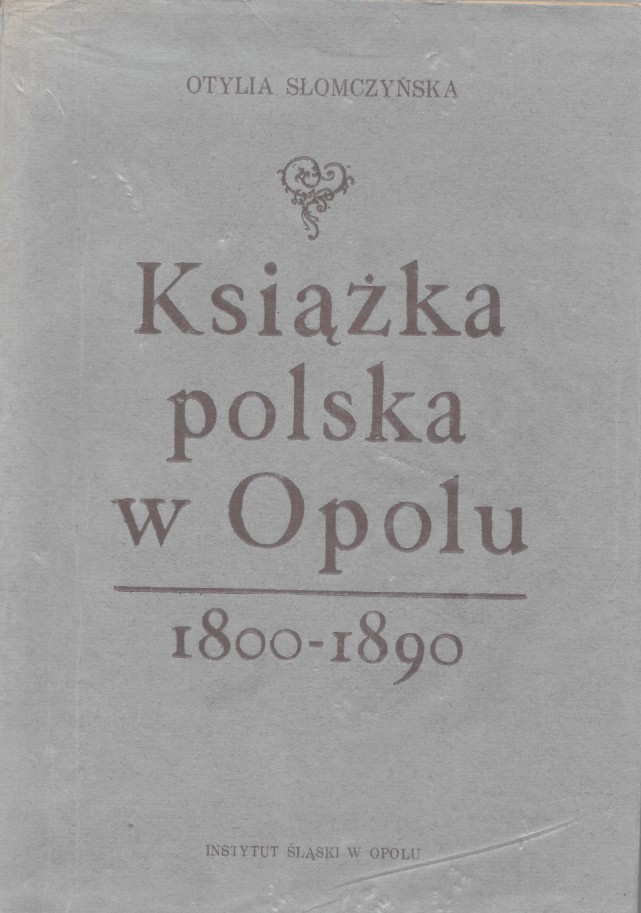 OTYLIA SŁOMCZYŃSKA
Książka
polska
w Opolu
1800-1890
INSTYTUT ŚLĄSKI W OPOLU